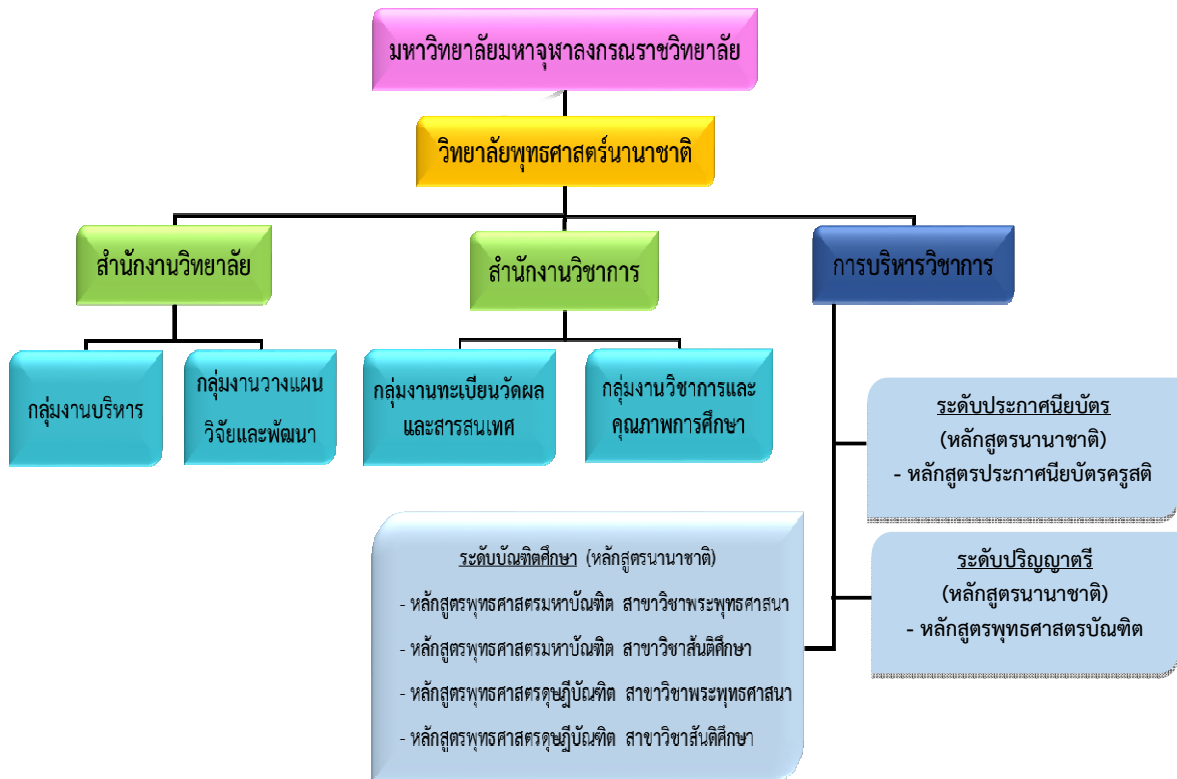 มหาวิทยาลัยมหาจุฬาลงกรณราชวิทยาลัย
วิทยาลัยพุทธศาสตร์นานาชาติ
สำนักงานวิทยาลัย
สำนักงานวิชาการ
การบริหารวิชาการ
กลุ่มงานบริหาร
กลุ่มงานวางแผน
วิจัยและพัฒนา
กลุ่มงานทะเบียนวัดผล
และสารสนเทศ
กลุ่มงานวิชาการและ
คุณภาพการศึกษา
ระดับประกาศนียบัตร
(หลักสูตรนานาชาติ)
- หลักสูตรประกาศนียบัตรครูสติ
ระดับปริญญาตรี
(หลักสูตรนานาชาติ)
- หลักสูตรพุทธศาสตรบัณฑิต
ระดับบัณฑิตศึกษา (หลักสูตรนานาชาติ)
- หลักสูตรพุทธศาสตรมหาบัณฑิต สาขาวิชาพระพุทธศาสนา
- หลักสูตรพุทธศาสตรมหาบัณฑิต สาขาวิชาสันติศึกษา
- หลักสูตรพุทธศาสตรดุษฎีบัณฑิต สาขาวิชาพระพุทธศาสนา
- หลักสูตรพุทธศาสตรดุษฎีบัณฑิต สาขาวิชาสันติศึกษา